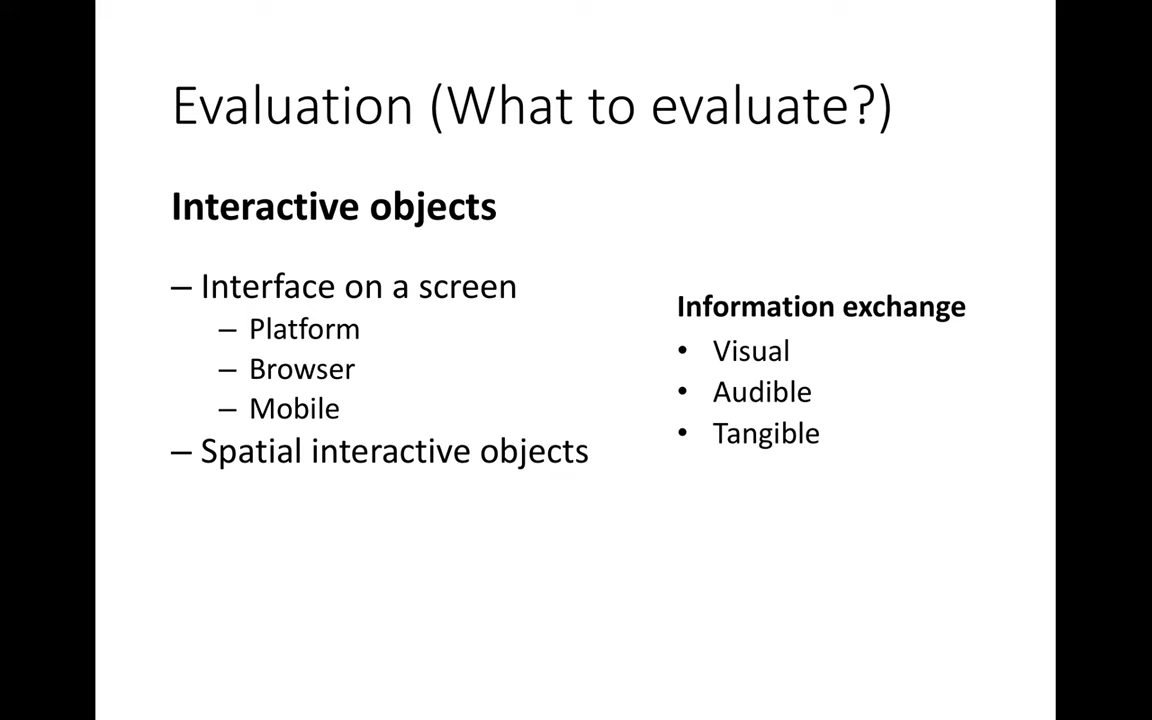 Evaluation (What to evaluate?)
Interactive objects
– Interface on a screen
– Platform
– Browser
– Mobile
– Spatial interactive objects
Information exchange
• Visual
• Audible
• Tangible